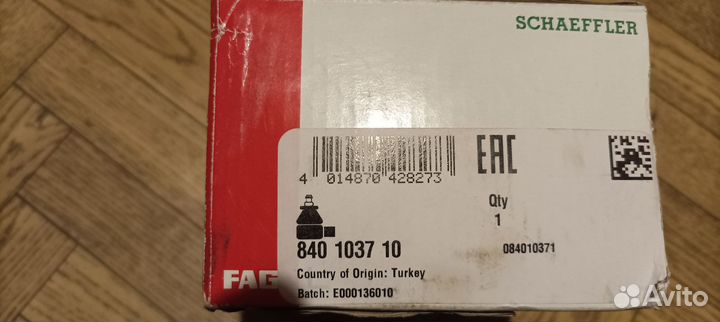 SCHAEFFLER
EAC
4 014870 428273
Qty
1
840 1037 10
084010371
Country of Origin: Turkey
FAG
Batch: E000136010
Avito